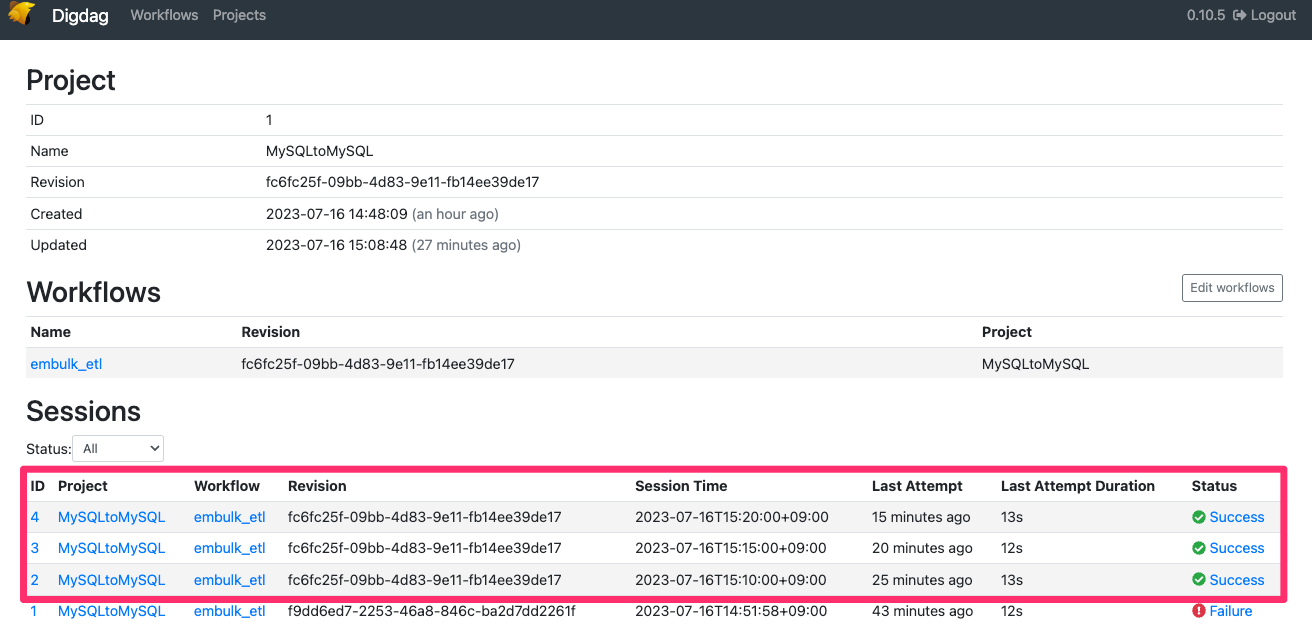 Digdag Workflows Projects 0.10.5 Logout
Project
ID 1
Name MySQLtoMySQL
Revision fc6fc25f-09bb-4d83-9e11-fb14ee39de17
Created 2023-07-16 14:48:09 (an hour ago)
Updated 2023-07-16 15:08:48 (27 minutes ago)
Workflows Edit workflows
Name Revision Project
embulk_etl fc6fc25f-09bb-4d83-9e11-fb14ee39de17 MySQLtoMySQL
Sessions
Status: All
ID Project Workflow Revision Session Time Last Attempt Last Attempt Duration Status
4 MySQLtoMySQL embulk_etl fc6fc25f-09bb-4d83-9e11-fb14ee39de17 2023-07-16T15:20:00+09:00 15 minutes ago 13s Success
3 MySQLtoMySQL embulk_etl fc6fc25f-09bb-4d83-9e11-fb14ee39de17 2023-07-16T15:15:00+09:00 20 minutes ago 12s Success
2 MySQLtoMySQL embulk_etl fc6fc25f-09bb-4d83-9e11-fb14ee39de17 2023-07-16T15:10:00+09:00 25 minutes ago 13s Success
1 MySQLtoMySQL embulk_etl f9dd6ed7-2253-46a8-846c-ba2d7dd2261f 2023-07-16T14:51:58+09:00 43 minutes ago 12s Failure